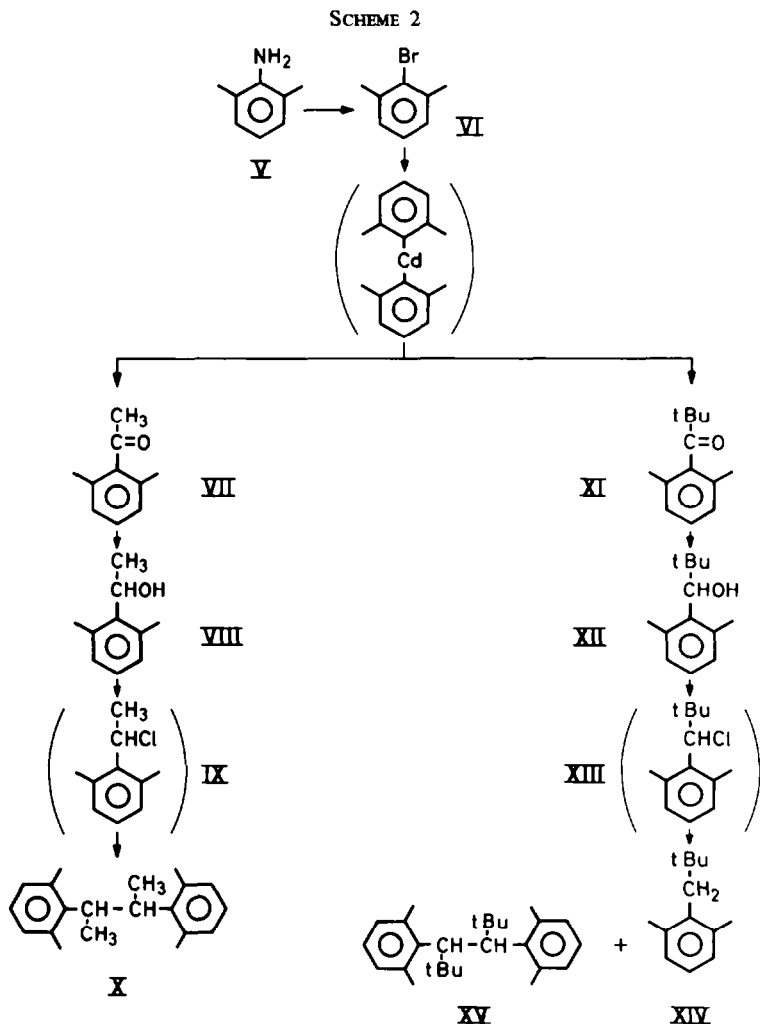 SCHEME 2
NH₂
Br
V
VI
Cd
CH₃
C=O
VII
tBu
C=O
XI
CH₃
CHOH
VIII
tBu
CHOH
XII
CH₃
CHCl
IX
tBu
CHCl
XIII
CH₃
CH-CH
CH₃
X
tBu
CH-CH
tBu
XV
+
tBu
CH₂
XIV